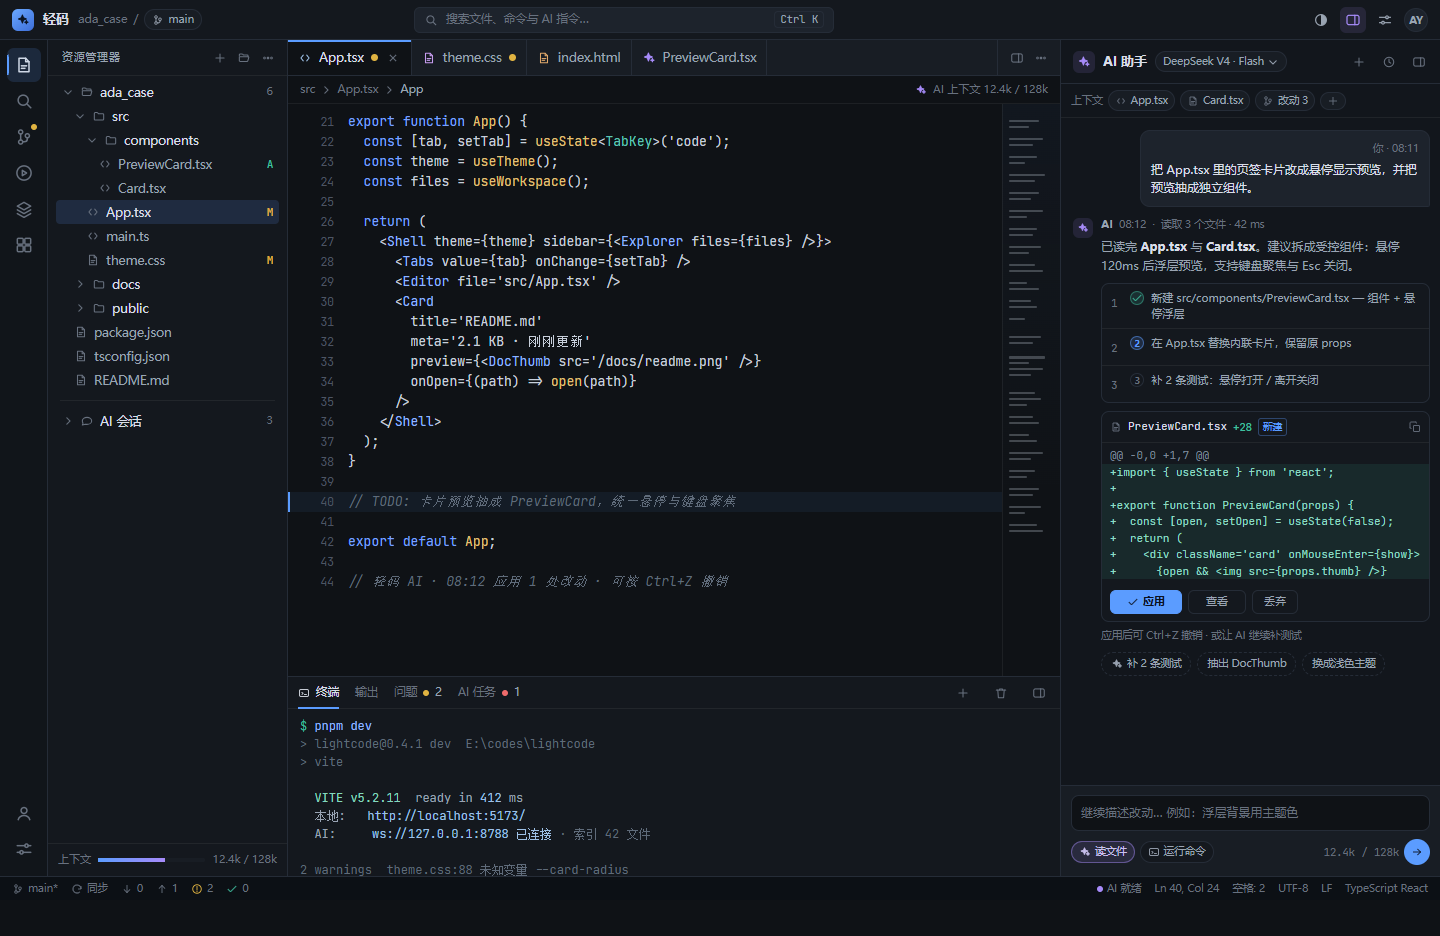 轻码 ada_case / main
搜索文件、命令与 AI 指令... Ctrl K
AY
资源管理器
ada_case 6
src
components
PreviewCard.tsx A
Card.tsx
App.tsx M
main.ts
theme.css M
docs
public
package.json
tsconfig.json
README.md
AI 会话 3
上下文 12.4k / 128k
App.tsx
theme.css
index.html
PreviewCard.tsx
src > App.tsx > App
AI 上下文 12.4k / 128k
21 export function App() {
22 const [tab, setTab] = useState<TabKey>('code');
23 const theme = useTheme();
24 const files = useWorkspace();
25
26 return (
27 <Shell theme={theme} sidebar={<Explorer files={files} />}>
28 <Tabs value={tab} onChange={setTab} />
29 <Editor file='src/App.tsx' />
30 <Card
31 title='README.md'
32 meta='2.1 KB · 刚刚更新'
33 preview={<DocThumb src='/docs/readme.png' />}
34 onOpen={(path) => open(path)}
35 />
36 </Shell>
37 );
38 }
39
40 // TODO: 卡片预览抽成 PreviewCard，统一悬停与键盘聚焦
41
42 export default App;
43
44 // 轻码 AI · 08:12 应用 1 处改动 · 可按 Ctrl+Z 撤销
终端 输出 问题 2 AI 任务 1
$ pnpm dev
> lightcode@0.4.1 dev E:\codes\lightcode
> vite
VITE v5.2.11 ready in 412 ms
本地: http://localhost:5173/
AI: ws://127.0.0.1:8788 已连接 · 索引 42 文件
2 warnings theme.css:88 未知变量 --card-radius
AI 助手 DeepSeek V4 · Flash
上下文 App.tsx Card.tsx 改动 3
你 · 08:11
把 App.tsx 里的页签卡片改成悬停显示预览，并把
预览抽成独立组件。
AI 08:12 · 读取 3 个文件 · 42 ms
已读完 App.tsx 与 Card.tsx。建议拆成受控组件：悬停
120ms 后浮层预览，支持键盘聚焦与 Esc 关闭。
1 新建 src/components/PreviewCard.tsx — 组件 + 悬
停浮层
2 2 在 App.tsx 替换内联卡片，保留原 props
3 3 补 2 条测试：悬停打开 / 离开关闭
PreviewCard.tsx +28 新建
@@ -0,0 +1,7 @@
+import { useState } from 'react';
+
+export function PreviewCard(props) {
+ const [open, setOpen] = useState(false);
+ return (
+ <div className='card' onMouseEnter={show}>
+ {open && <img src={props.thumb} />}
应用 查看 丢弃
应用后可 Ctrl+Z 撤销 · 或让 AI 继续补测试
补 2 条测试 抽出 DocThumb 换成浅色主题
继续描述改动... 例如：浮层背景用主题色
读文件 运行命令 12.4k / 128k
main* 同步 ↓ 0 ↑ 1 2 0
AI 就绪 Ln 40, Col 24 空格: 2 UTF-8 LF TypeScript React